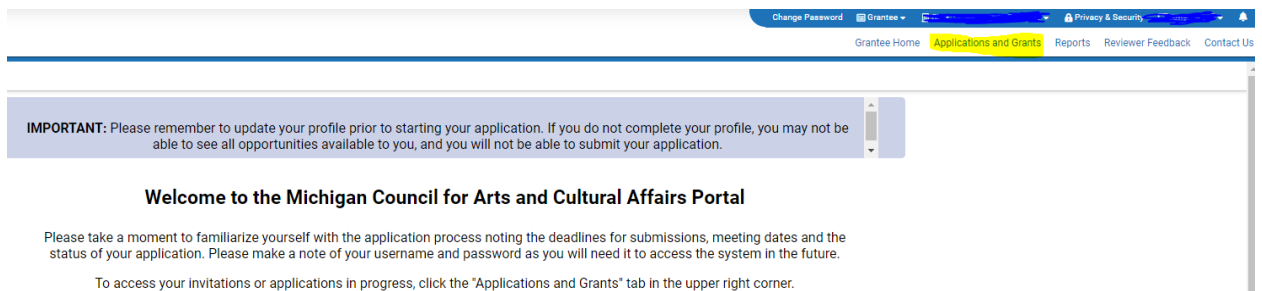 Change Password Grantee Privacy & Security
Grantee Home Applications and Grants Reports Reviewer Feedback Contact Us
IMPORTANT: Please remember to update your profile prior to starting your application. If you do not complete your profile, you may not be
able to see all opportunities available to you, and you will not be able to submit your application.
Welcome to the Michigan Council for Arts and Cultural Affairs Portal
Please take a moment to familiarize yourself with the application process noting the deadlines for submissions, meeting dates and the
status of your application. Please make a note of your username and password as you will need it to access the system in the future.
To access your invitations or applications in progress, click the "Applications and Grants" tab in the upper right corner.